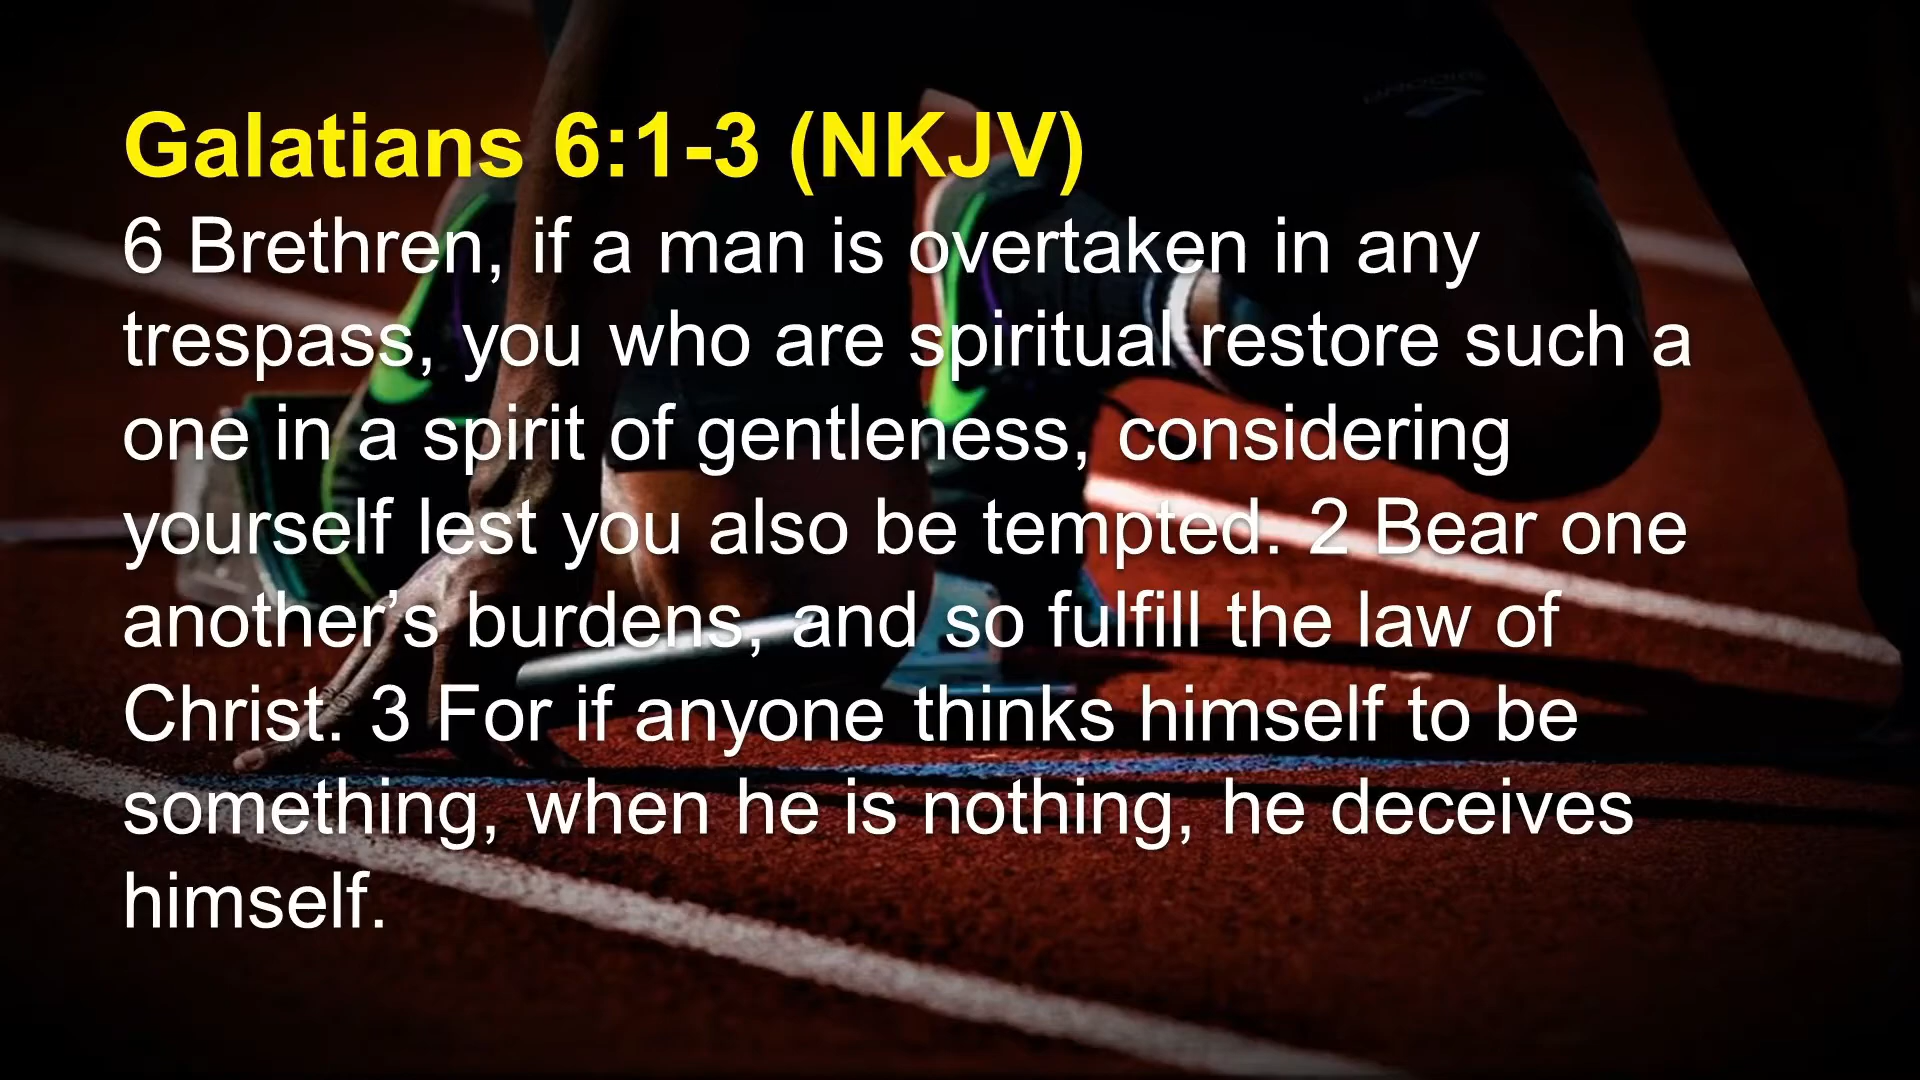 BROOKS
Galatians 6:1-3 (NKJV)
6 Brethren, if a man is overtaken in any
trespass, you who are spiritual restore such a
one in a spirit of gentleness, considering
yourself lest you also be tempted. 2 Bear one
another’s burdens, and so fulfill the law of
Christ. 3 For if anyone thinks himself to be
something, when he is nothing, he deceives
himself.